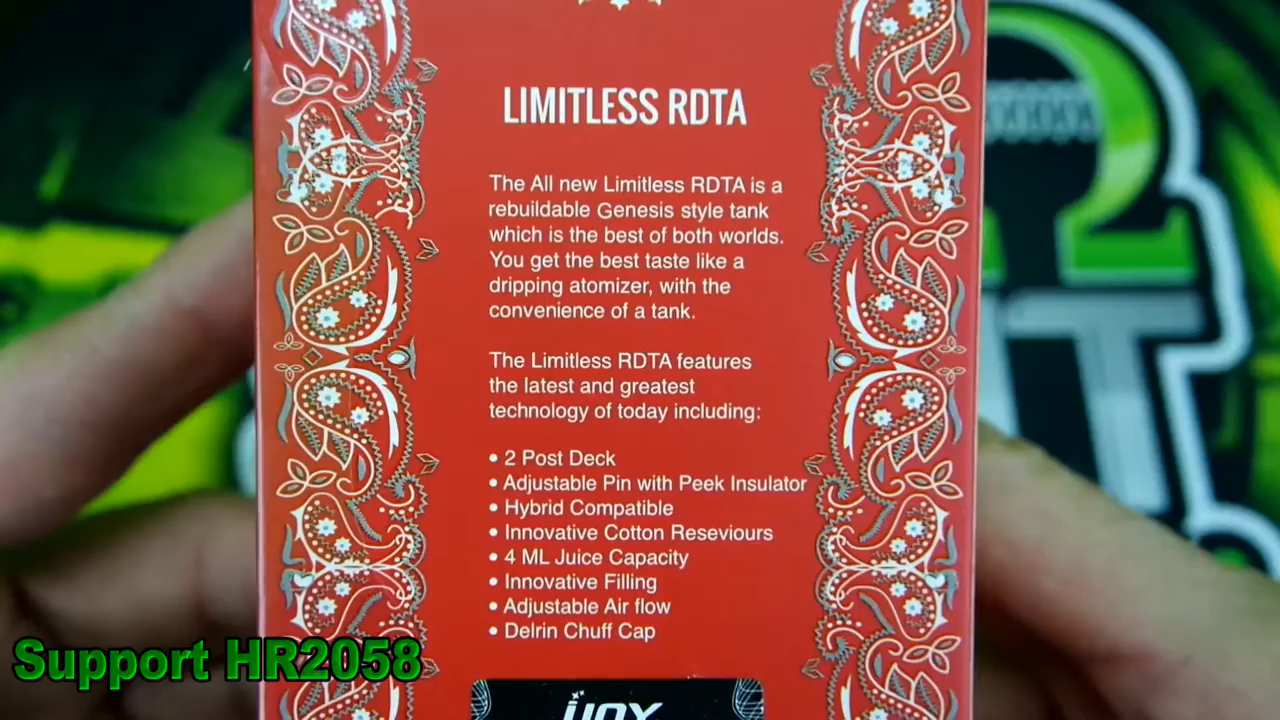 LIMITLESS RDTA
The All new Limitless RDTA is a
rebuildable Genesis style tank
which is the best of both worlds.
You get the best taste like a
dripping atomizer, with the
convenience of a tank.
The Limitless RDTA features
the latest and greatest
technology of today including:
• 2 Post Deck
• Adjustable Pin with Peek Insulator
• Hybrid Compatible
• Innovative Cotton Reseviours
• 4 ML Juice Capacity
• Innovative Filling
• Adjustable Air flow
• Delrin Chuff Cap
Support HR2058